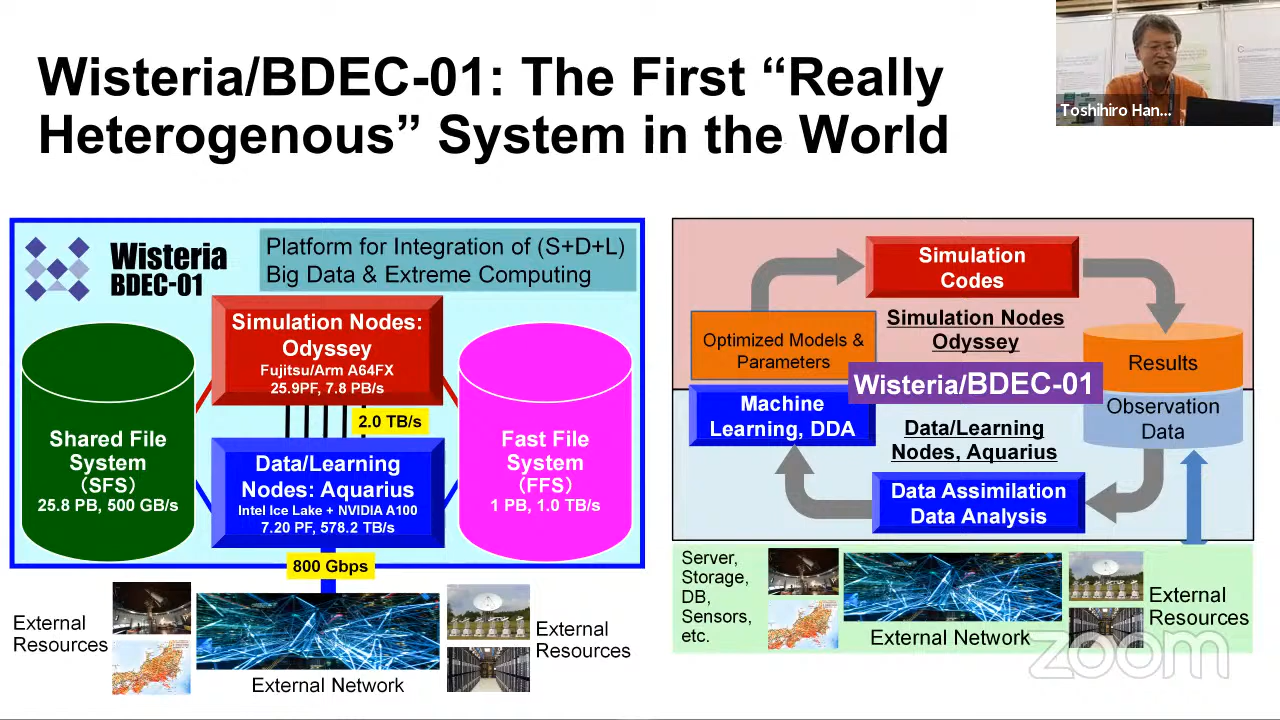 Wisteria/BDEC-01: The First “Really
Heterogenous” System in the World
Toshihiro Han...
Wisteria
BDEC-01
Platform for Integration of (S+D+L)
Big Data & Extreme Computing
Simulation Nodes:
Odyssey
Fujitsu/Arm A64FX
25.9PF, 7.8 PB/s
2.0 TB/s
Shared File
System
(SFS)
25.8 PB, 500 GB/s
Data/Learning
Nodes: Aquarius
Intel Ice Lake + NVIDIA A100
7.20 PF, 578.2 TB/s
Fast File
System
(FFS)
1 PB, 1.0 TB/s
800 Gbps
External
Resources
External Network
External
Resources
Simulation
Codes
Simulation Nodes
Odyssey
Optimized Models &
Parameters
Results
Wisteria/BDEC-01
Machine
Learning, DDA
Observation
Data
Data/Learning
Nodes, Aquarius
Data Assimilation
Data Analysis
Server,
Storage,
DB,
Sensors,
etc.
External Network
External
Resources
zoom